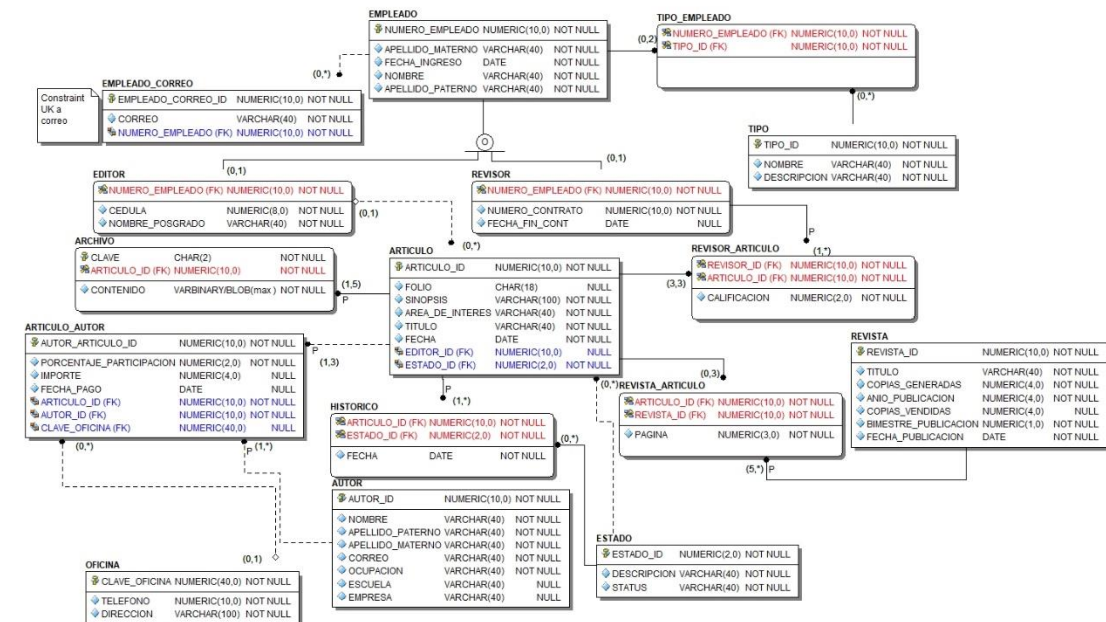 EMPLEADO
NUMERO_EMPLEADO NUMERIC(10,0) NOT NULL
APELLIDO_MATERNO VARCHAR(40) NOT NULL
FECHA_INGRESO DATE NOT NULL
NOMBRE VARCHAR(40) NOT NULL
APELLIDO_PATERNO VARCHAR(40) NOT NULL
(0,2)
TIPO_EMPLEADO
NUMERO_EMPLEADO (FK) NUMERIC(10,0) NOT NULL
TIPO_ID (FK) NUMERIC(10,0) NOT NULL
(0,*)
(0,*)
Constraint
UK a
correo
EMPLEADO_CORREO
EMPLEADO_CORREO_ID NUMERIC(10,0) NOT NULL
CORREO VARCHAR(40) NOT NULL
NUMERO_EMPLEADO (FK) NUMERIC(10,0) NOT NULL
TIPO
TIPO_ID NUMERIC(10,0) NOT NULL
NOMBRE VARCHAR(40) NOT NULL
DESCRIPCION VARCHAR(40) NOT NULL
(0,1)
(0,1)
EDITOR
NUMERO_EMPLEADO (FK) NUMERIC(10,0) NOT NULL
CEDULA NUMERIC(8,0) NOT NULL
NOMBRE_POSGRADO VARCHAR(40) NOT NULL
(0,1)
(0,*)
REVISOR
NUMERO_EMPLEADO (FK) NUMERIC(10,0) NOT NULL
NUMERO_CONTRATO NUMERIC(10,0) NOT NULL
FECHA_FIN_CONT DATE NULL
P
(1,*)
ARCHIVO
CLAVE CHAR(2) NOT NULL
ARTICULO_ID (FK) NUMERIC(10,0) NOT NULL
CONTENIDO VARBINARY/BLOB(max ) NOT NULL
(1,5)
P
ARTICULO
ARTICULO_ID NUMERIC(10,0) NOT NULL
FOLIO CHAR(18) NULL
SINOPSIS VARCHAR(100) NOT NULL
AREA_DE_INTERES VARCHAR(40) NOT NULL
TITULO VARCHAR(40) NOT NULL
FECHA DATE NOT NULL
EDITOR_ID (FK) NUMERIC(10,0) NULL
ESTADO_ID (FK) NUMERIC(2,0) NOT NULL
REVISOR_ARTICULO
REVISOR_ID (FK) NUMERIC(10,0) NOT NULL
ARTICULO_ID (FK) NUMERIC(10,0) NOT NULL
CALIFICACION NUMERIC(2,0) NOT NULL
(3,3)
ARTICULO_AUTOR
AUTOR_ARTICULO_ID NUMERIC(10,0) NOT NULL
PORCENTAJE_PARTICIPACION NUMERIC(2,0) NOT NULL
IMPORTE NUMERIC(4,0) NULL
FECHA_PAGO DATE NULL
ARTICULO_ID (FK) NUMERIC(10,0) NOT NULL
AUTOR_ID (FK) NUMERIC(10,0) NOT NULL
CLAVE_OFICINA (FK) NUMERIC(40,0) NULL
P
(1,3)
(0,*)
P
(1,*)
REVISTA
REVISTA_ID NUMERIC(10,0) NOT NULL
TITULO VARCHAR(40) NOT NULL
COPIAS_GENERADAS NUMERIC(4,0) NULL
ANIO_PUBLICACION NUMERIC(4,0) NOT NULL
COPIAS_VENDIDAS NUMERIC(4,0) NULL
BIMESTRE_PUBLICACION NUMERIC(1,0) NOT NULL
FECHA_PUBLICACION DATE NOT NULL
(0,3)
(0,*)
REVISTA_ARTICULO
ARTICULO_ID (FK) NUMERIC(10,0) NOT NULL
REVISTA_ID (FK) NUMERIC(10,0) NOT NULL
PAGINA NUMERIC(3,0) NOT NULL
(5,*)
P
P
(1,*)
HISTORICO
ARTICULO_ID (FK) NUMERIC(10,0) NOT NULL
ESTADO_ID (FK) NUMERIC(2,0) NOT NULL
FECHA DATE NOT NULL
(0,*)
AUTOR
AUTOR_ID NUMERIC(10,0) NOT NULL
NOMBRE VARCHAR(40) NOT NULL
APELLIDO_PATERNO VARCHAR(40) NOT NULL
APELLIDO_MATERNO VARCHAR(40) NOT NULL
CORREO VARCHAR(40) NOT NULL
OCUPACION VARCHAR(40) NOT NULL
ESCUELA VARCHAR(40) NULL
EMPRESA VARCHAR(40) NULL
ESTADO
ESTADO_ID NUMERIC(2,0) NOT NULL
DESCRIPCION VARCHAR(40) NOT NULL
STATUS VARCHAR(40) NOT NULL
(0,1)
OFICINA
CLAVE_OFICINA NUMERIC(40,0) NOT NULL
TELEFONO NUMERIC(10,0) NOT NULL
DIRECCION VARCHAR(100) NOT NULL